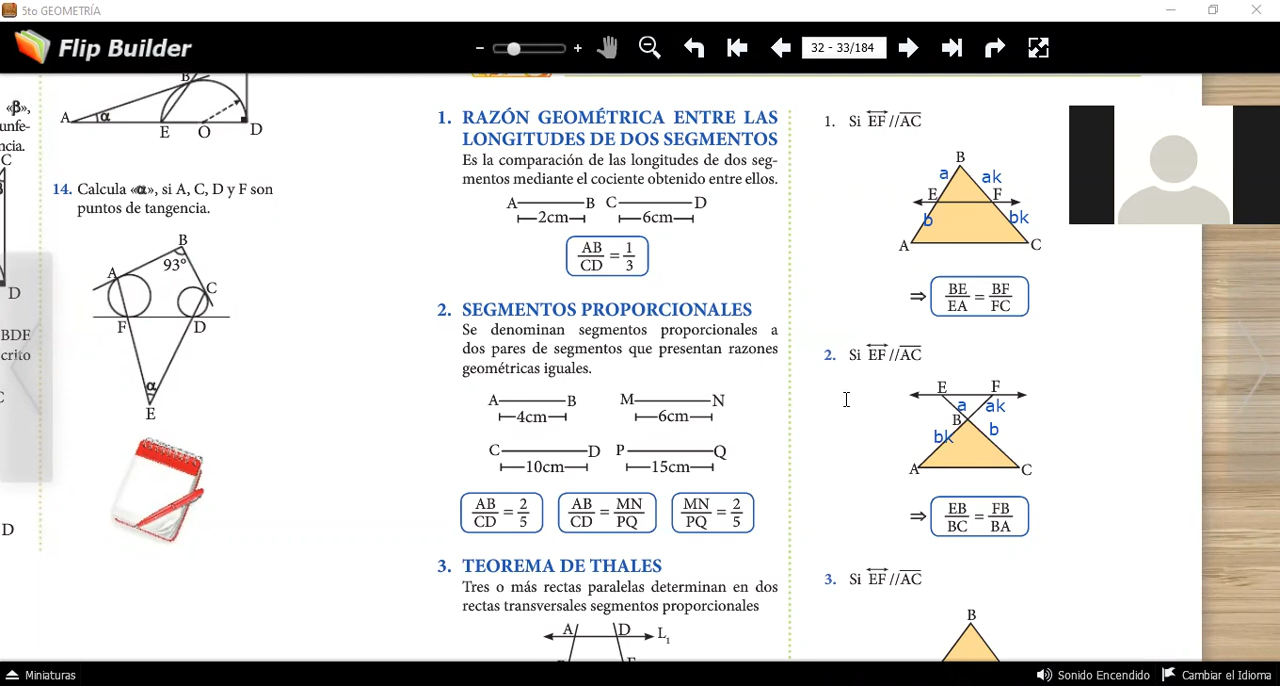 5to GEOMETRÍA
Flip Builder
32 - 33/184
«β»,
unfe-
ncia.
C
D
BDF
crito
D
B
A α E O D
14. Calcula «α», si A, C, D y F son
puntos de tangencia.
B
93°
A
C
F D
α
E
1. RAZÓN GEOMÉTRICA ENTRE LAS
LONGITUDES DE DOS SEGMENTOS
Es la comparación de las longitudes de dos seg-
mentos mediante el cociente obtenido entre ellos.
A B C D
2cm 6cm
AB/CD = 1/3
2. SEGMENTOS PROPORCIONALES
Se denominan segmentos proporcionales a
dos pares de segmentos que presentan razones
geométricas iguales.
A B M N
4cm 6cm
C D P Q
10cm 15cm
AB/CD = 2/5 AB/CD = MN/PQ MN/PQ = 2/5
3. TEOREMA DE THALES
Tres o más rectas paralelas determinan en dos
rectas transversales segmentos proporcionales
A D L₁
1. Si EF // AC
B
a ak
E F
b bk
A C
⇒ BE/EA = BF/FC
2. Si EF // AC
E F
a ak
B
bk b
A C
⇒ EB/BC = FB/BA
3. Si EF // AC
B
Miniaturas
Sonido Encendido
Cambiar el Idioma